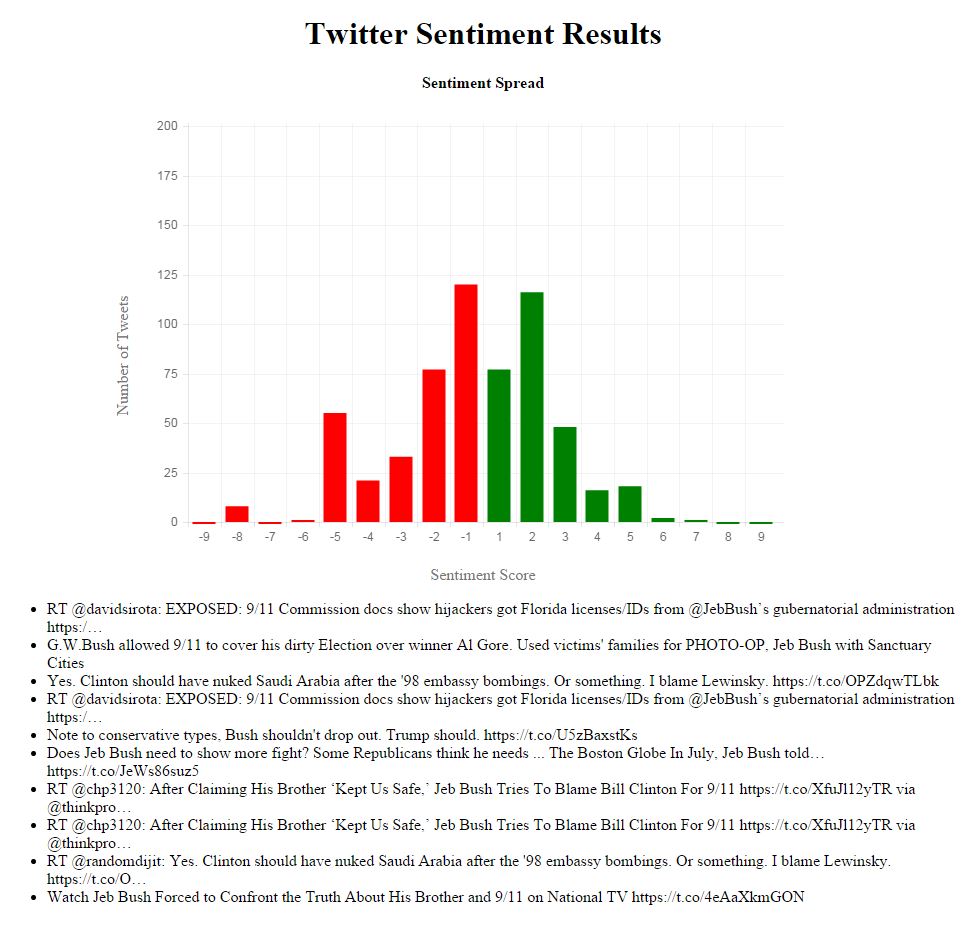 Twitter Sentiment Results
Sentiment Spread
200
175
150
125
100
75
50
25
0
Number of Tweets
-9 -8 -7 -6 -5 -4 -3 -2 -1 1 2 3 4 5 6 7 8 9
Sentiment Score
• RT @davidsirota: EXPOSED: 9/11 Commission docs show hijackers got Florida licenses/IDs from @JebBush’s gubernatorial administration
https:/…
• G.W.Bush allowed 9/11 to cover his dirty Election over winner Al Gore. Used victims' families for PHOTO-OP, Jeb Bush with Sanctuary
Cities
• Yes. Clinton should have nuked Saudi Arabia after the '98 embassy bombings. Or something. I blame Lewinsky. https://t.co/OPZdqwTLbk
• RT @davidsirota: EXPOSED: 9/11 Commission docs show hijackers got Florida licenses/IDs from @JebBush’s gubernatorial administration
https:/…
• Note to conservative types, Bush shouldn't drop out. Trump should. https://t.co/U5zBaxstKs
• Does Jeb Bush need to show more fight? Some Republicans think he needs ... The Boston Globe In July, Jeb Bush told…
https://t.co/JeWs86suz5
• RT @chp3120: After Claiming His Brother ‘Kept Us Safe,’ Jeb Bush Tries To Blame Bill Clinton For 9/11 https://t.co/XfuJl12yTR via
@thinkpro…
• RT @chp3120: After Claiming His Brother ‘Kept Us Safe,’ Jeb Bush Tries To Blame Bill Clinton For 9/11 https://t.co/XfuJl12yTR via
@thinkpro…
• RT @randomdijit: Yes. Clinton should have nuked Saudi Arabia after the '98 embassy bombings. Or something. I blame Lewinsky.
https://t.co/O…
• Watch Jeb Bush Forced to Confront the Truth About His Brother and 9/11 on National TV https://t.co/4eAaXkmGON